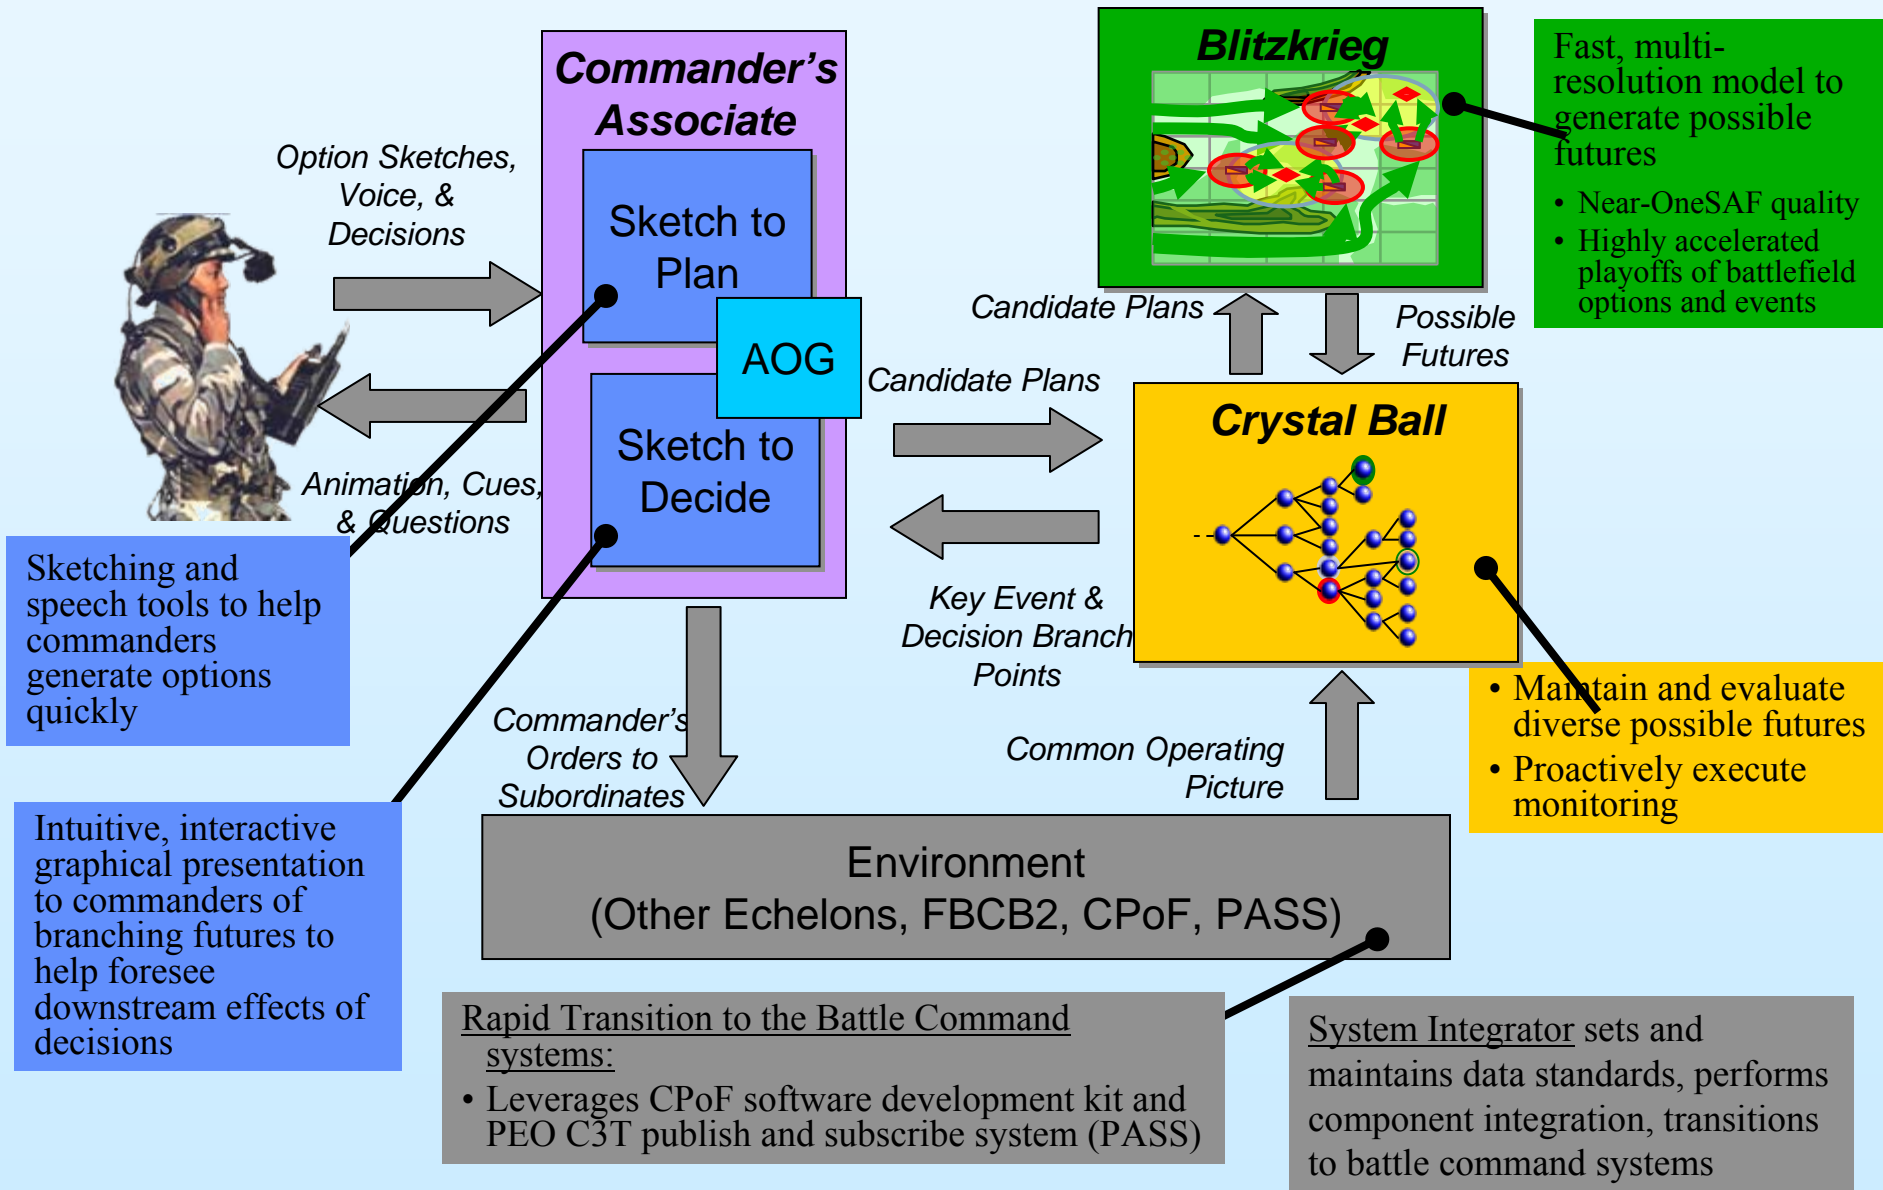 Commander's
Associate
Sketch to
Plan
AOG
Sketch to
Decide
Option Sketches,
Voice, &
Decisions
Animation, Cues,
& Questions
Blitzkrieg
Fast, multi-
resolution model to
generate possible
futures
• Near-OneSAF quality
• Highly accelerated
playoffs of battlefield
options and events
Candidate Plans
Possible
Futures
Candidate Plans
Crystal Ball
Key Event &
Decision Branch
Points
• Maintain and evaluate
diverse possible futures
• Proactively execute
monitoring
Sketching and
speech tools to help
commanders
generate options
quickly
Commander's
Orders to
Subordinates
Common Operating
Picture
Intuitive, interactive
graphical presentation
to commanders of
branching futures to
help foresee
downstream effects of
decisions
Environment
(Other Echelons, FBCB2, CPoF, PASS)
Rapid Transition to the Battle Command
systems:
• Leverages CPoF software development kit and
PEO C3T publish and subscribe system (PASS)
System Integrator sets and
maintains data standards, performs
component integration, transitions
to battle command systems